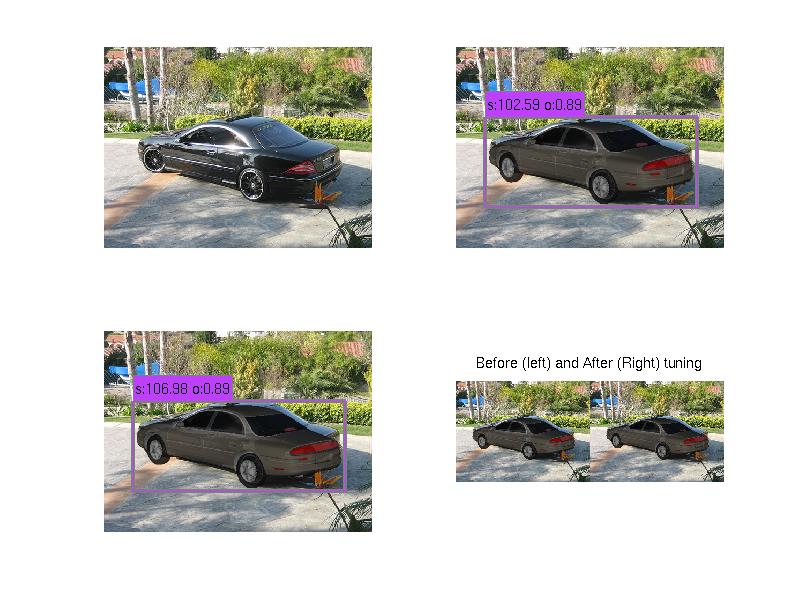 s:102.59 o:0.89
s:106.98 o:0.89
Before (left) and After (Right) tuning